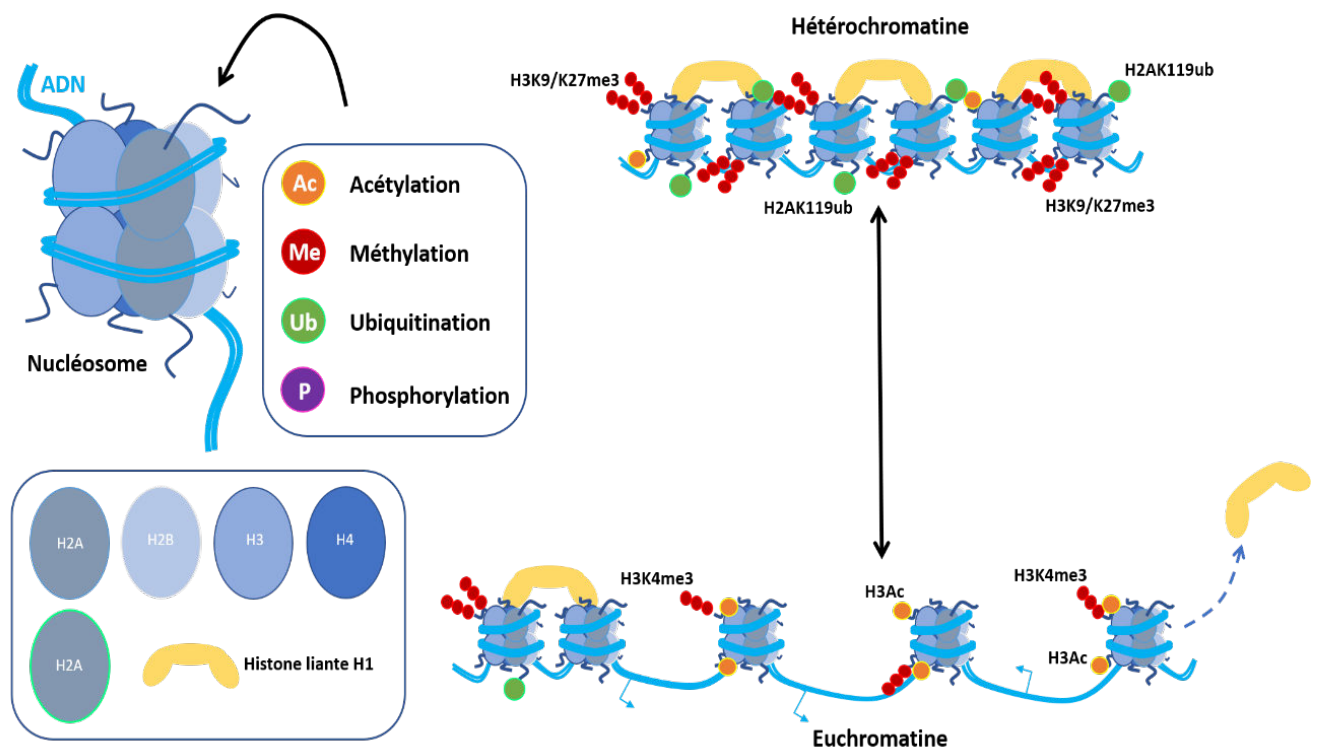 ADN
Nucléosome
Ac Acétylation
Me Méthylation
Ub Ubiquitination
P Phosphorylation
H2A H2B H3 H4
H2A Histone liante H1
Hétérochromatine
H3K9/K27me3
H2AK119ub
H2AK119ub
H3K9/K27me3
H3K4me3
H3Ac
H3K4me3
H3Ac
Euchromatine